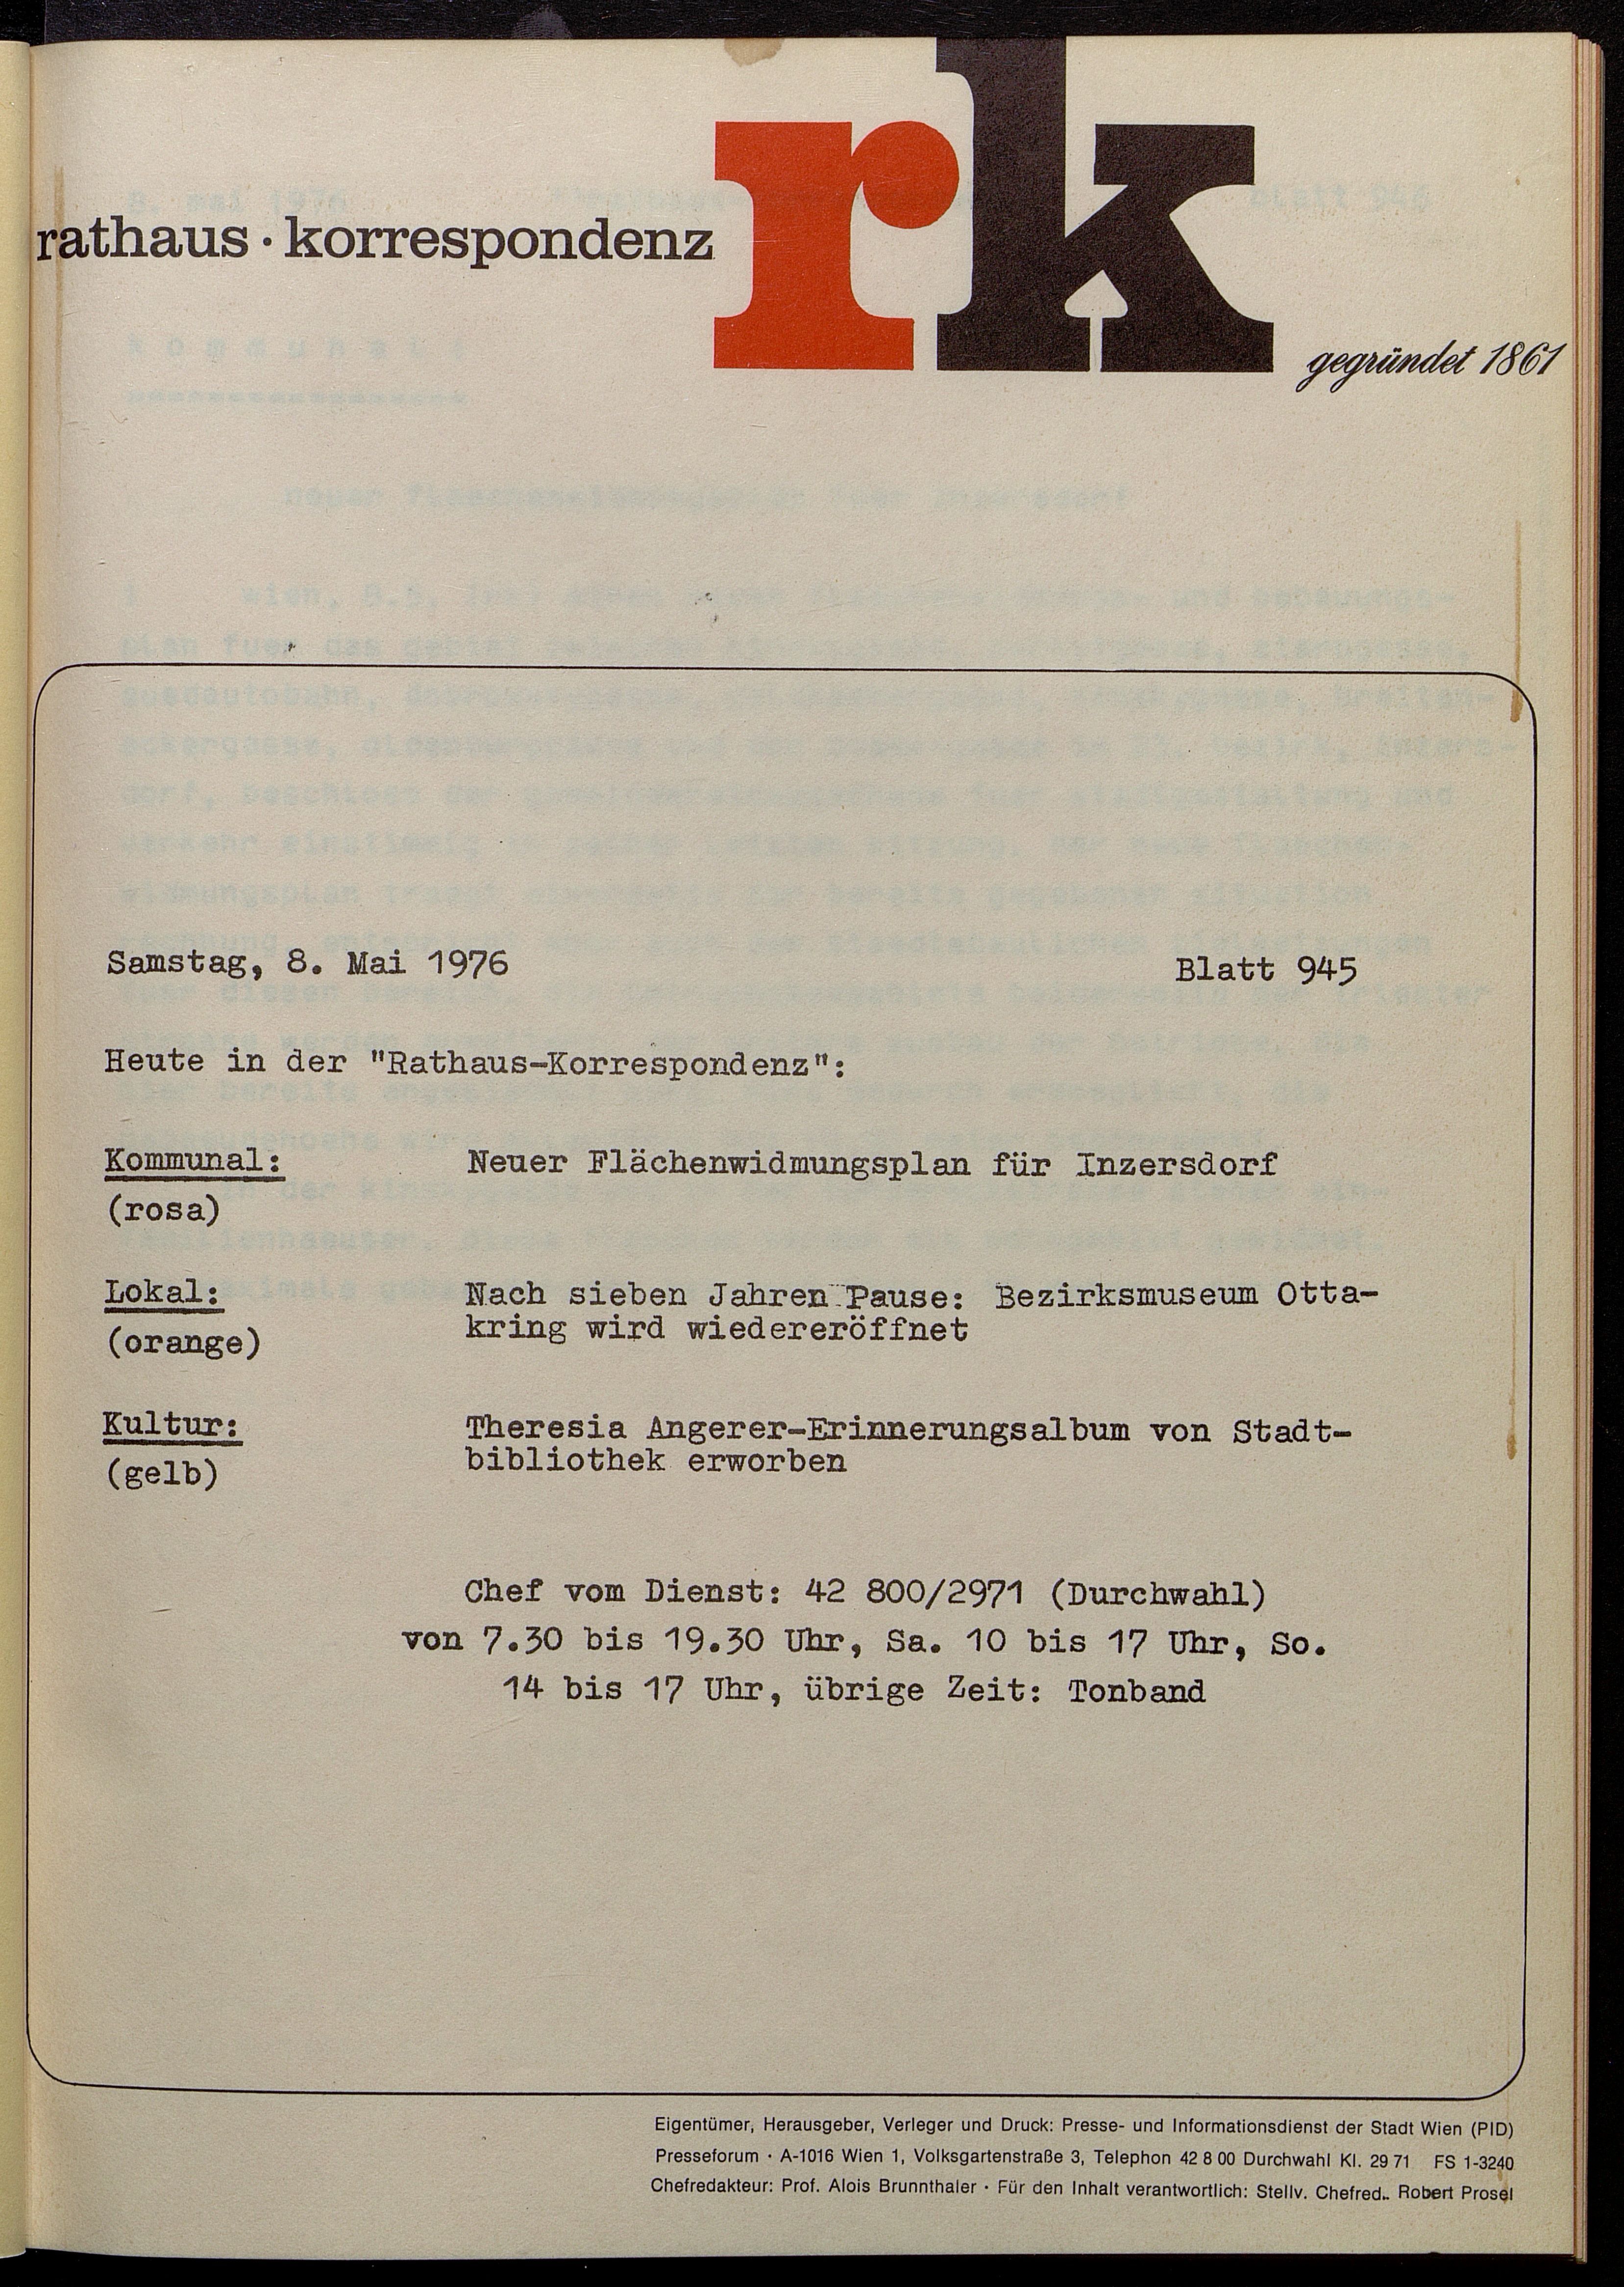 rathaus · korrespondenz
rk
gegründet 1861
Samstag, 8. Mai 1976
Blatt 945
Heute in der "Rathaus-Korrespondenz":
Kommunal: Neuer Flächenwidmungsplan für Inzersdorf
(rosa)
Lokal: Nach sieben Jahren Pause: Bezirksmuseum Otta-
kring wird wiedereröffnet
(orange)
Kultur: Theresia Angerer-Erinnerungsalbum von Stadt-
bibliothek erworben
(gelb)
Chef vom Dienst: 42 800/2971 (Durchwahl)
von 7.30 bis 19.30 Uhr, Sa. 10 bis 17 Uhr, So.
14 bis 17 Uhr, übrige Zeit: Tonband
Eigentümer, Herausgeber, Verleger und Druck: Presse- und Informationsdienst der Stadt Wien (PID)
Presseforum · A-1016 Wien 1, Volksgartenstraße 3, Telephon 42 8 00 Durchwahl Kl. 29 71 FS 1-3240
Chefredakteur: Prof. Alois Brunnthaler · Für den Inhalt verantwortlich: Stellv. Chefred.. Robert Prosel